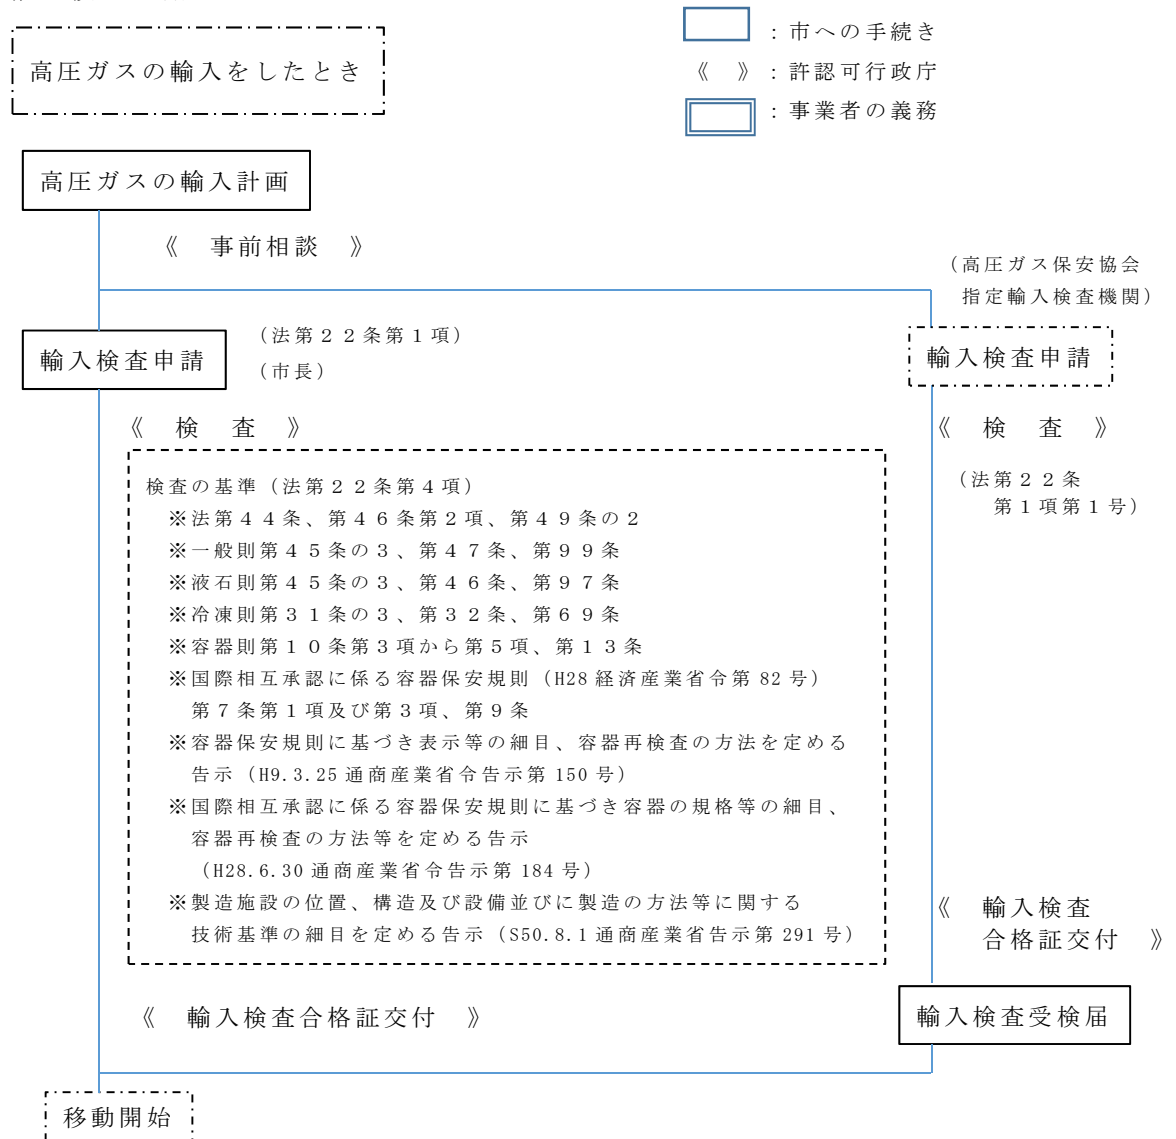 : 市への手続き
《 》 : 許認可行政庁
: 事業者の義務
高圧ガスの輸入をしたとき
高圧ガスの輸入計画
《 事前相談 》
(高圧ガス保安協会
指定輸入検査機関)
輸入検査申請
(法第22条第1項)
(市長)
輸入検査申請
《 検 査 》
《 検 査 》
(法第22条
第1項第1号)
検査の基準(法第22条第4項)
※法第44条、第46条第2項、第49条の2
※一般則第45条の3、第47条、第99条
※液石則第45条の3、第46条、第97条
※冷凍則第31条の3、第32条、第69条
※容器則第10条第3項から第5項、第13条
※国際相互承認に係る容器保安規則(H28 経済産業省令第 82 号)
第7条第1項及び第3項、第9条
※容器保安規則に基づき表示等の細目、容器再検査の方法を定める
告示(H9.3.25 通商産業省令告示第 150 号)
※国際相互承認に係る容器保安規則に基づき容器の規格等の細目、
容器再検査の方法等を定める告示
(H28.6.30 通商産業省令告示第 184 号)
※製造施設の位置、構造及び設備並びに製造の方法等に関する
技術基準の細目を定める告示(S50.8.1 通商産業省告示第 291 号)
《 輸入検査
合格証交付 》
《 輸入検査合格証交付 》
輸入検査受検届
移動開始